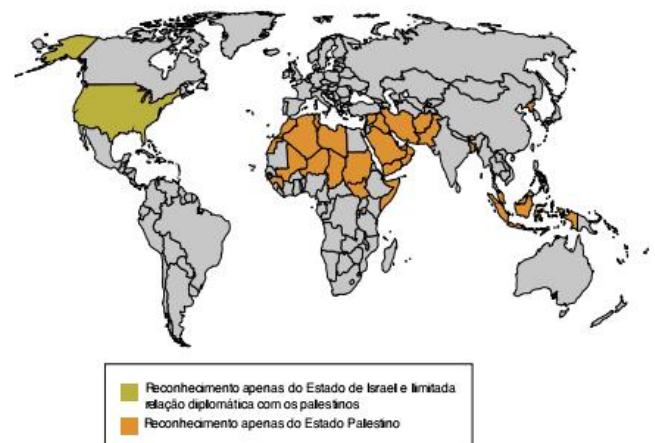 Reconhecimento apenas do Estado de Israel e limitada
relação diplomática com os palestinos
Reconhecimento apenas do Estado Palestino